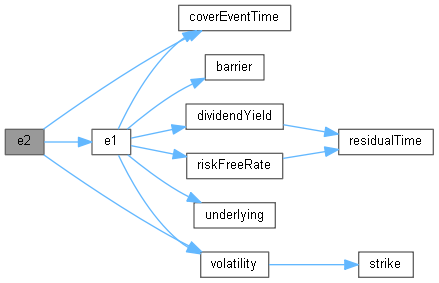 coverEventTime
barrier
dividendYield
e2
e1
residualTime
riskFreeRate
underlying
volatility
strike